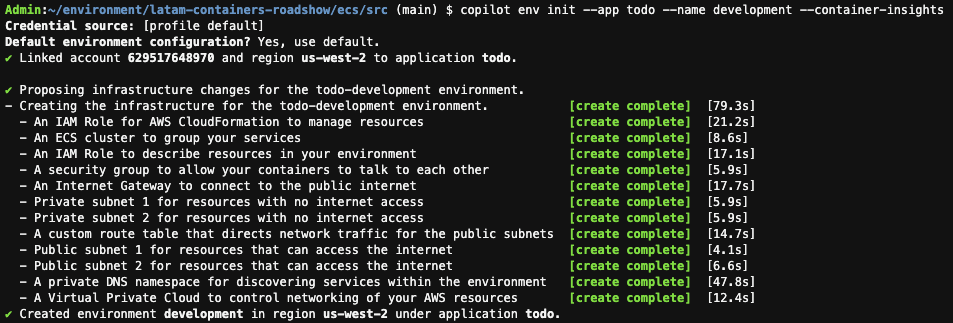 Admin:~/environment/latam-containers-roadshow/ecs/src (main) $ copilot env init --app todo --name development --container-insights
Credential source: [profile default]
Default environment configuration? Yes, use default.
✔ Linked account 629517648970 and region us-west-2 to application todo.

✔ Proposing infrastructure changes for the todo-development environment.
- Creating the infrastructure for the todo-development environment. [create complete] [79.3s]
- An IAM Role for AWS CloudFormation to manage resources [create complete] [21.2s]
- An ECS cluster to group your services [create complete] [8.6s]
- An IAM Role to describe resources in your environment [create complete] [17.1s]
- A security group to allow your containers to talk to each other [create complete] [5.9s]
- An Internet Gateway to connect to the public internet [create complete] [17.7s]
- Private subnet 1 for resources with no internet access [create complete] [5.9s]
- Private subnet 2 for resources with no internet access [create complete] [5.9s]
- A custom route table that directs network traffic for the public subnets [create complete] [14.7s]
- Public subnet 1 for resources that can access the internet [create complete] [4.1s]
- Public subnet 2 for resources that can access the internet [create complete] [6.6s]
- A private DNS namespace for discovering services within the environment [create complete] [47.8s]
- A Virtual Private Cloud to control networking of your AWS resources [create complete] [12.4s]
✔ Created environment development in region us-west-2 under application todo.